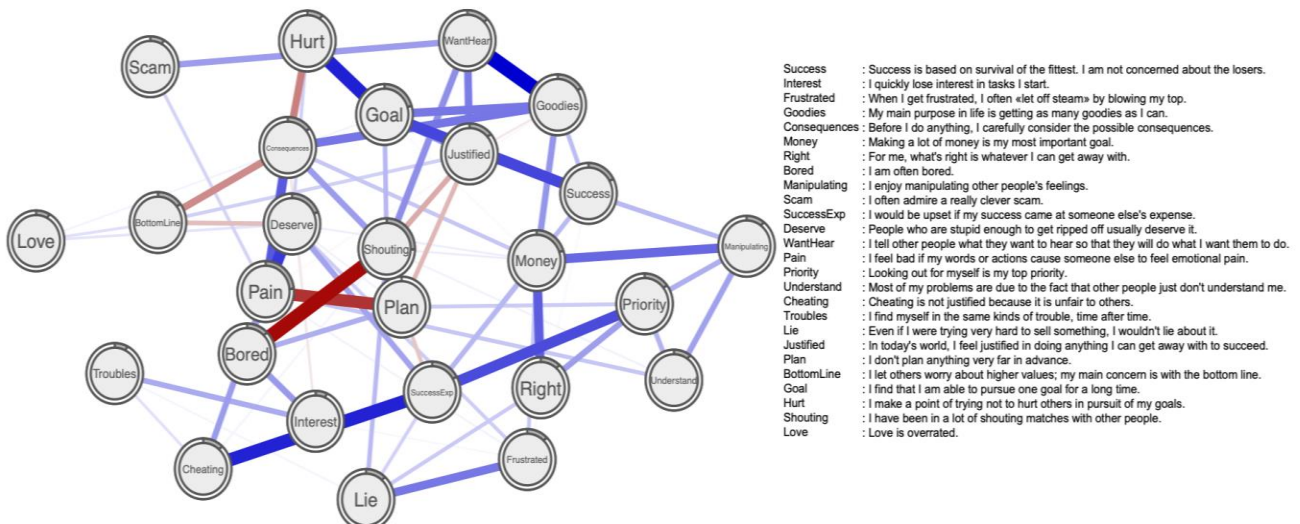 Hurt
WantHear
Scam
Goodies
Goal
Consequences
Justified
Success
BottomLine
Deserve
Love
Shouting
Manipulating
Money
Pain
Plan
Priority
Bored
Troubles
Understand
SuccessExp
Right
Interest
Cheating
Frustrated
Lie
Success : Success is based on survival of the fittest. I am not concerned about the losers.
Interest : I quickly lose interest in tasks I start.
Frustrated : When I get frustrated, I often «let off steam» by blowing my top.
Goodies : My main purpose in life is getting as many goodies as I can.
Consequences : Before I do anything, I carefully consider the possible consequences.
Money : Making a lot of money is my most important goal.
Right : For me, what's right is whatever I can get away with.
Bored : I am often bored.
Manipulating : I enjoy manipulating other people's feelings.
Scam : I often admire a really clever scam.
SuccessExp : I would be upset if my success came at someone else's expense.
Deserve : People who are stupid enough to get ripped off usually deserve it.
WantHear : I tell other people what they want to hear so that they will do what I want them to do.
Pain : I feel bad if my words or actions cause someone else to feel emotional pain.
Priority : Looking out for myself is my top priority.
Understand : Most of my problems are due to the fact that other people just don't understand me.
Cheating : Cheating is not justified because it is unfair to others.
Troubles : I find myself in the same kinds of trouble, time after time.
Lie : Even if I were trying very hard to sell something, I wouldn't lie about it.
Justified : In today's world, I feel justified in doing anything I can get away with to succeed.
Plan : I don't plan anything very far in advance.
BottomLine : I let others worry about higher values; my main concern is with the bottom line.
Goal : I find that I am able to pursue one goal for a long time.
Hurt : I make a point of trying not to hurt others in pursuit of my goals.
Shouting : I have been in a lot of shouting matches with other people.
Love : Love is overrated.